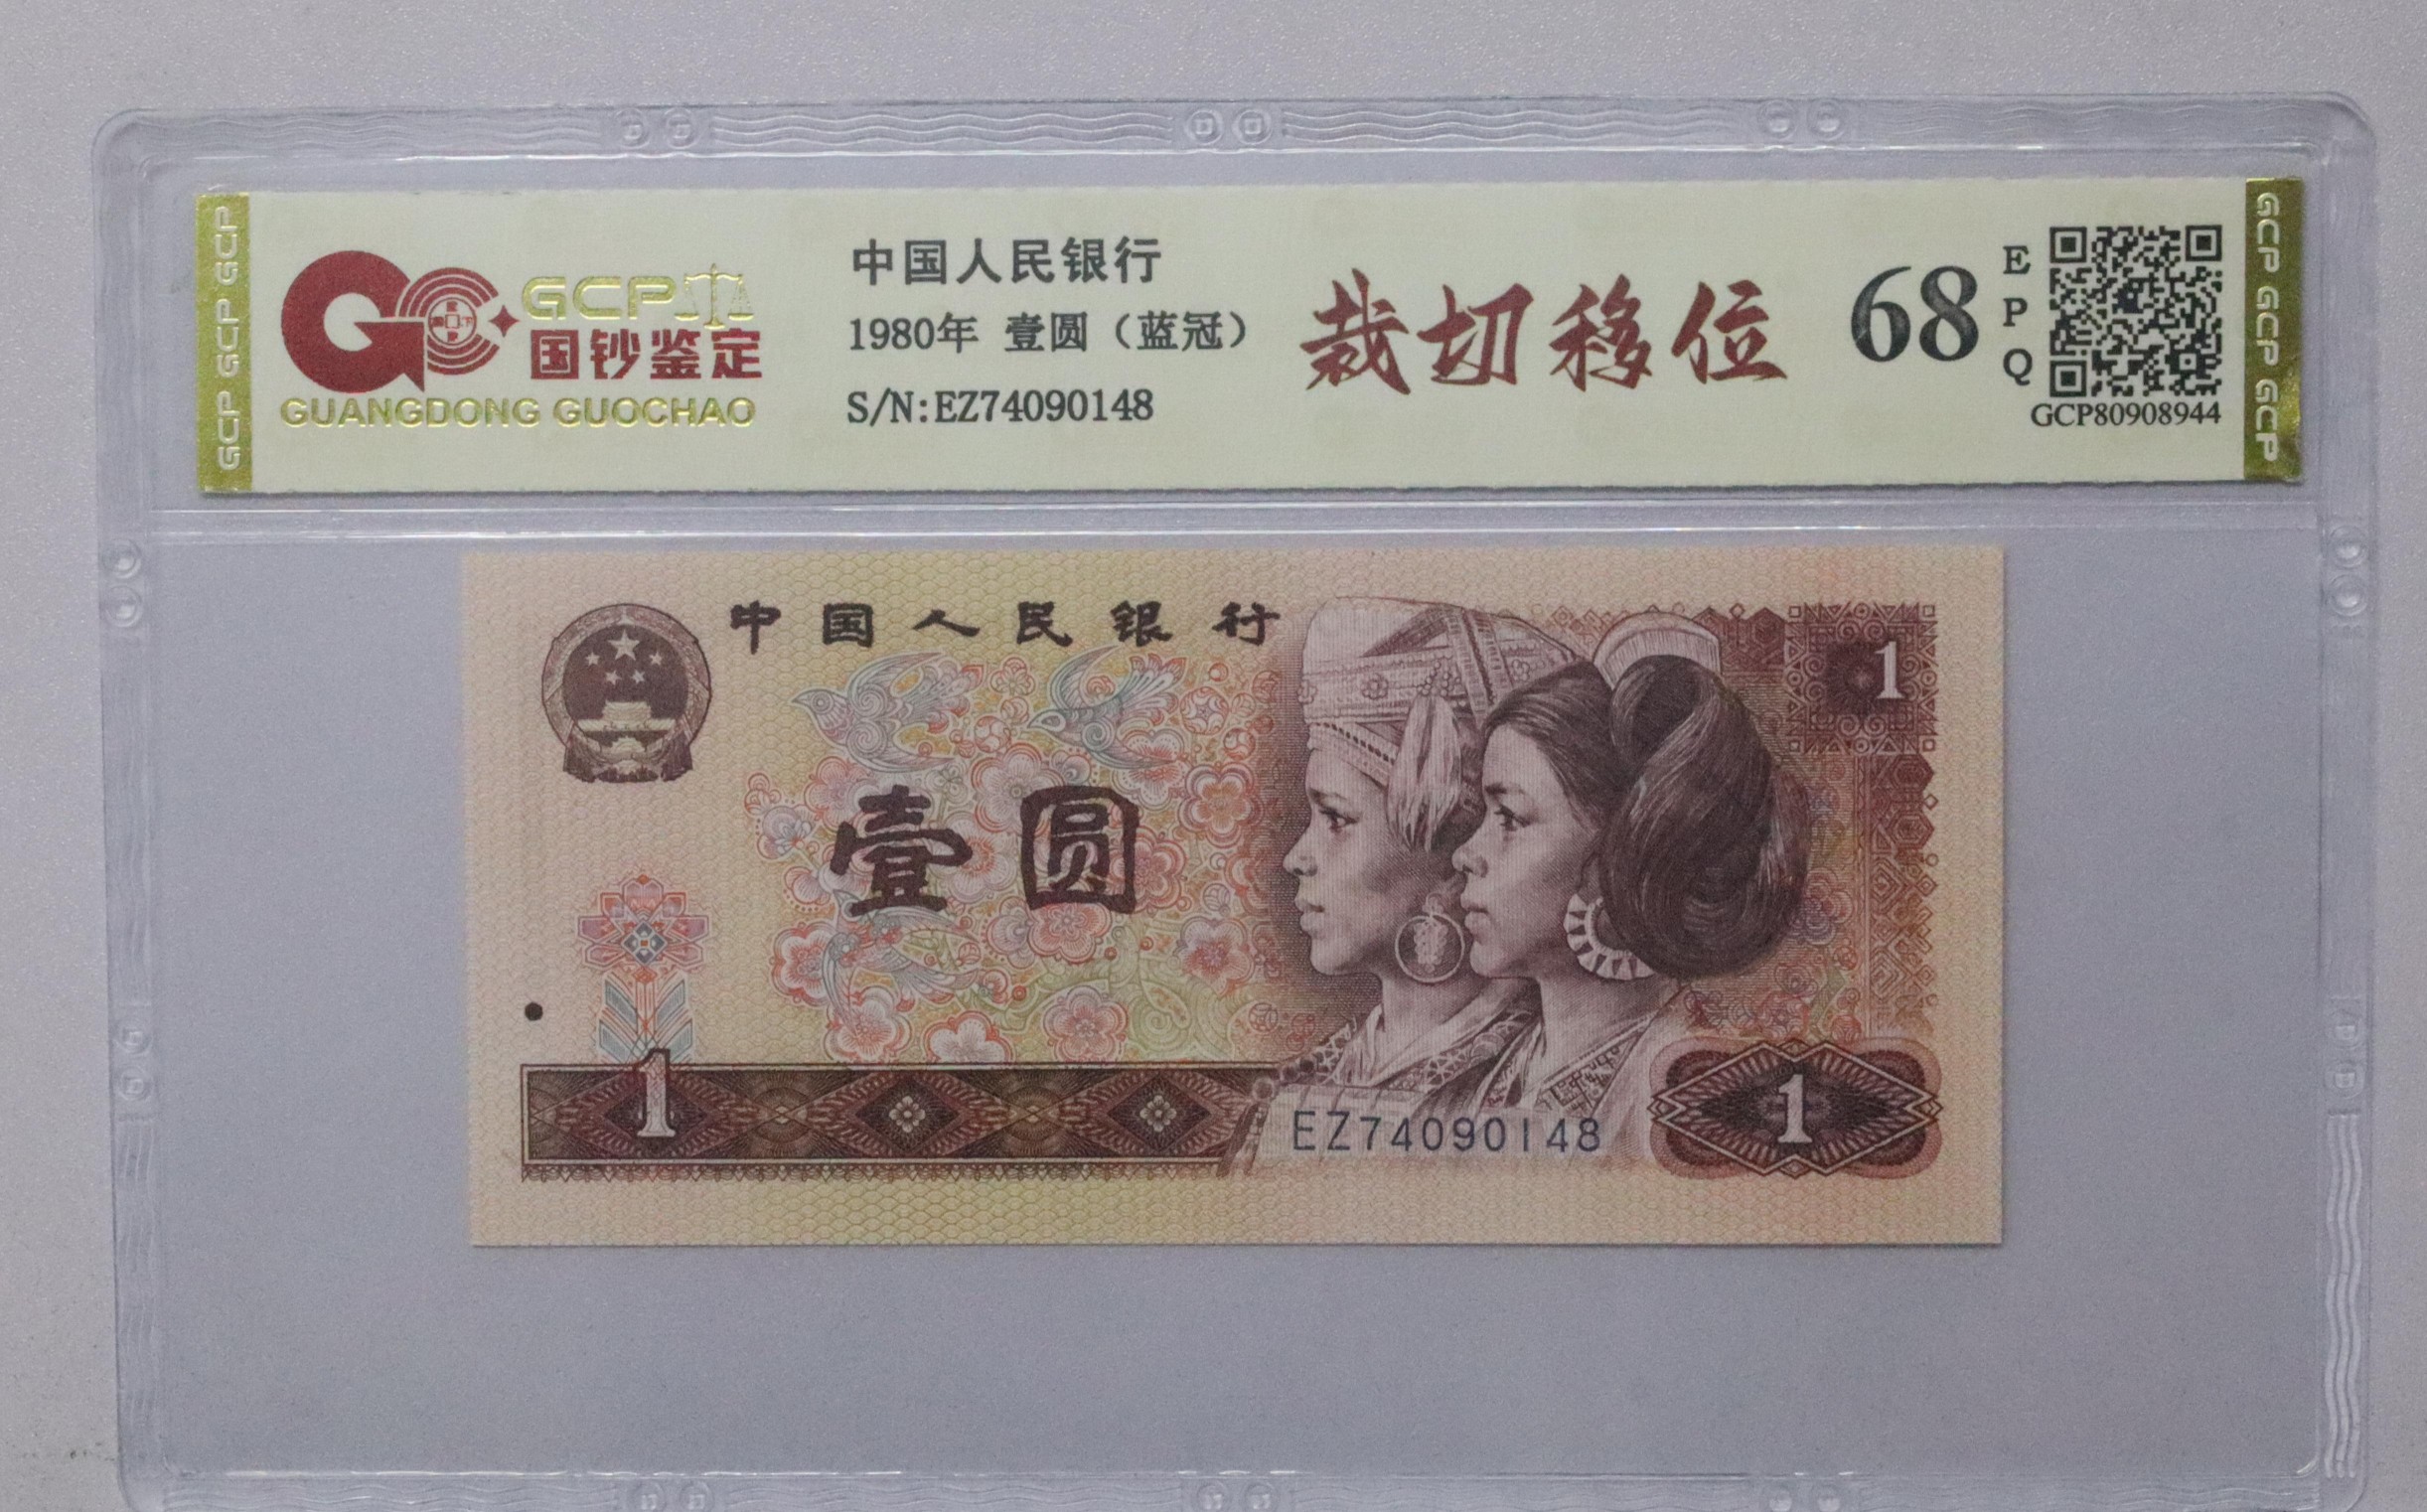 GCP GCP GCP
GCP
国钞鉴定
GUANGDONG GUOCHAO
中国人民银行
1980年 壹圆（蓝冠）
S/N:EZ74090148
裁切移位
68
EPQ
GCP80908944
GCP GCP GCP
中国人民银行
1
壹圆
1
EZ74090148
1